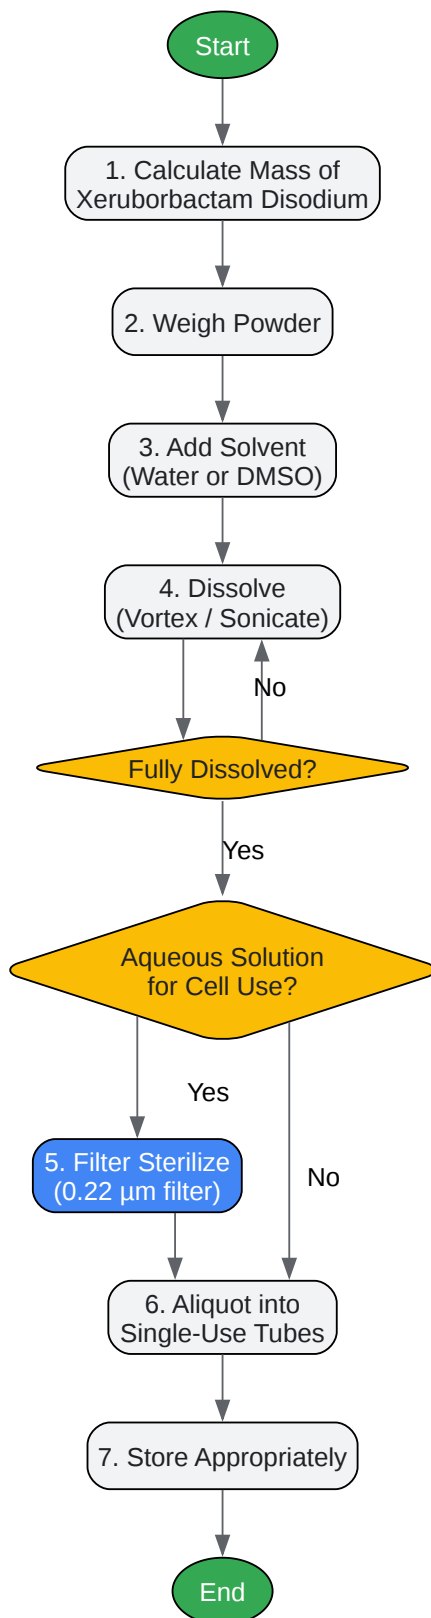 Start
1. Calculate Mass of
Xeruborbactam Disodium
2. Weigh Powder
3. Add Solvent
(Water or DMSO)
4. Dissolve
(Vortex / Sonicate)
No
Fully Dissolved?
Yes
Aqueous Solution
for Cell Use?
Yes
5. Filter Sterilize
(0.22 µm filter)
No
6. Aliquot into
Single-Use Tubes
7. Store Appropriately
End